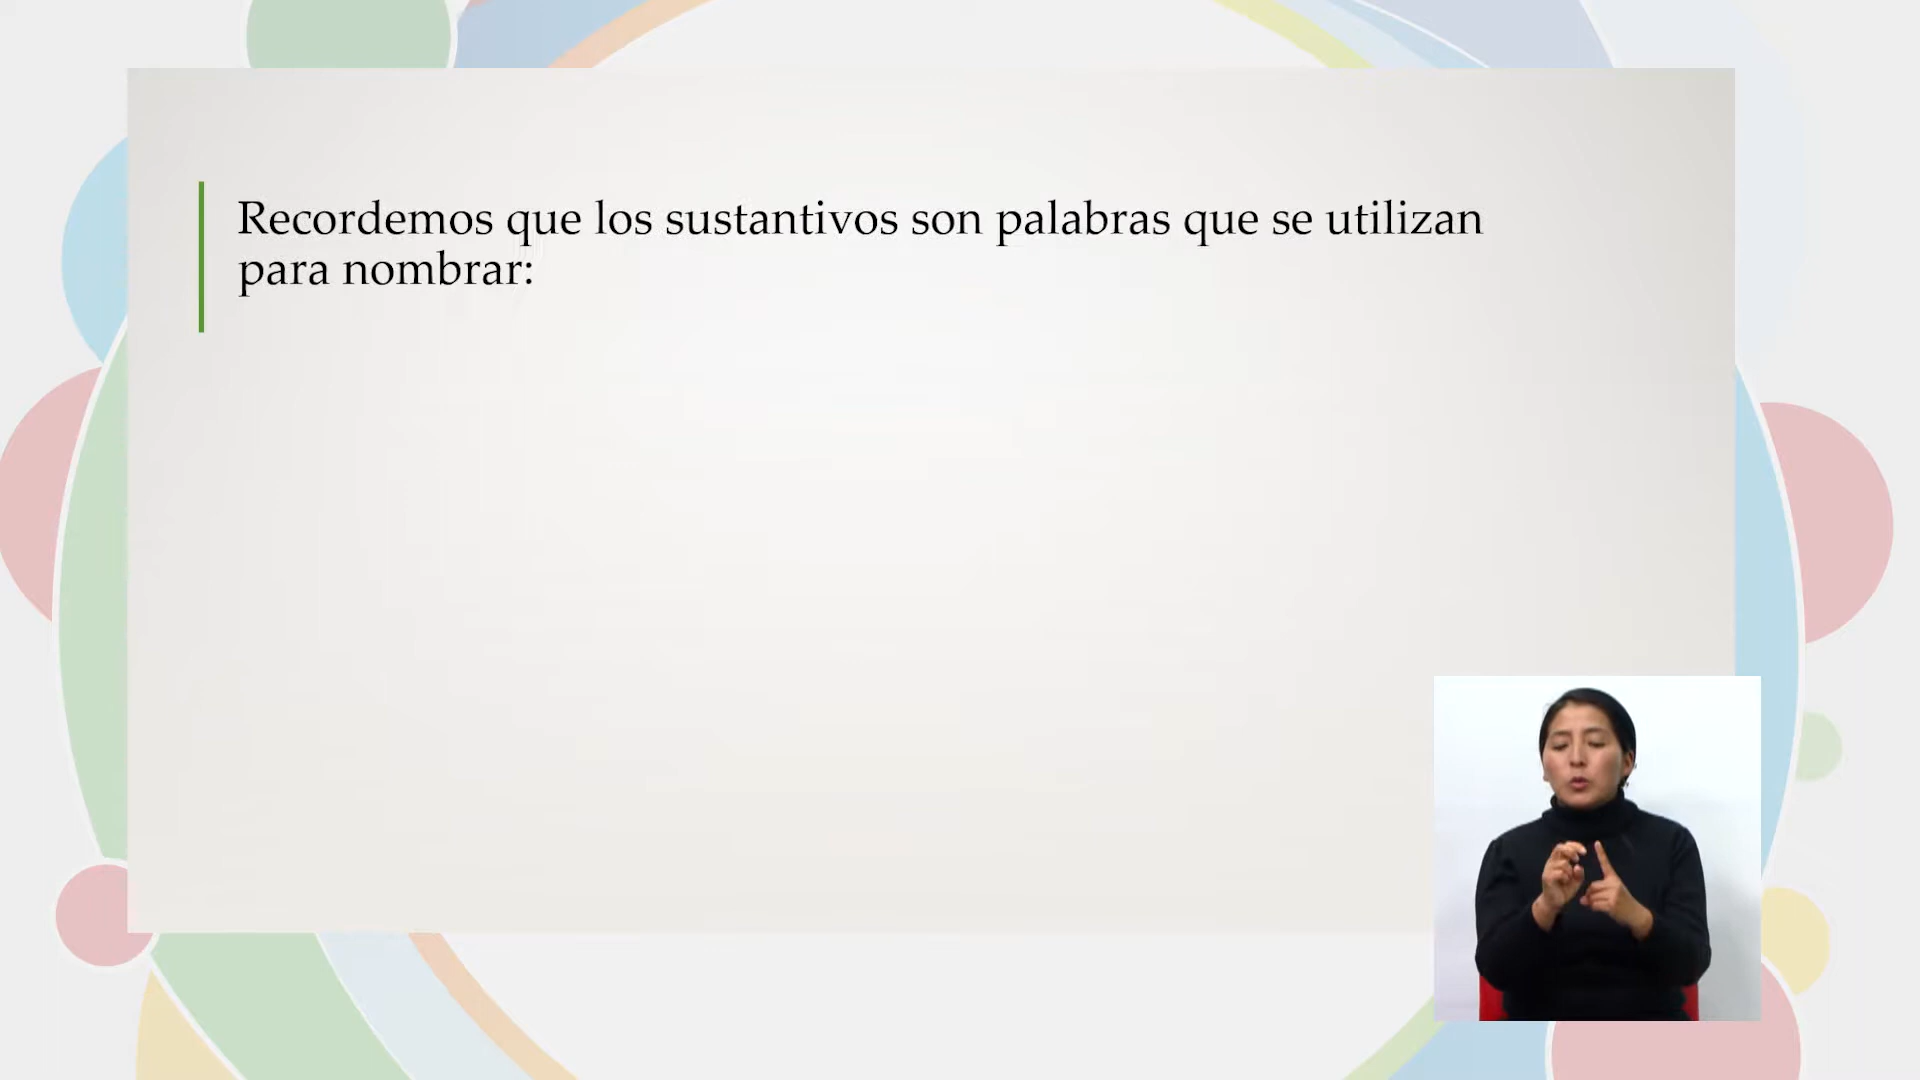 Recordemos que los sustantivos son palabras que se utilizan
para nombrar: